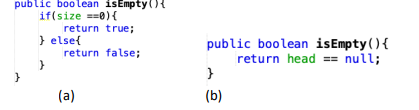 public boolean isEmpty(){
if(size ==0){
return true;
} else{
return false;
}
}
(a)
public boolean isEmpty(){
return head == null;
}
(b)